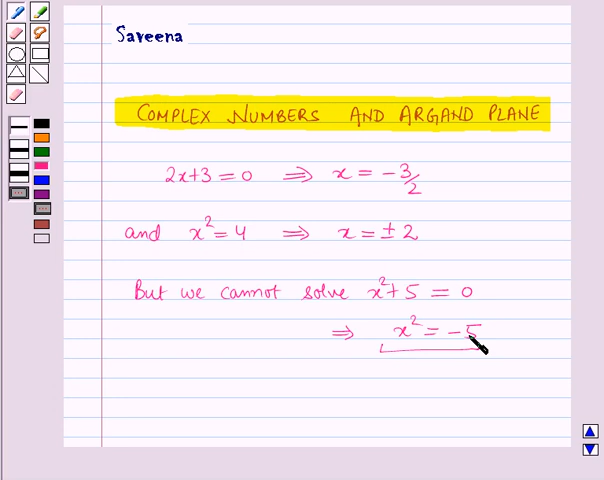 Saveena
COMPLEX NUMBERS AND ARGAND PLANE
2x+3=0 ⇒ x = -3/2
and x²=4 ⇒ x=±2
But we cannot solve x²+5 = 0
⇒ x² = -5